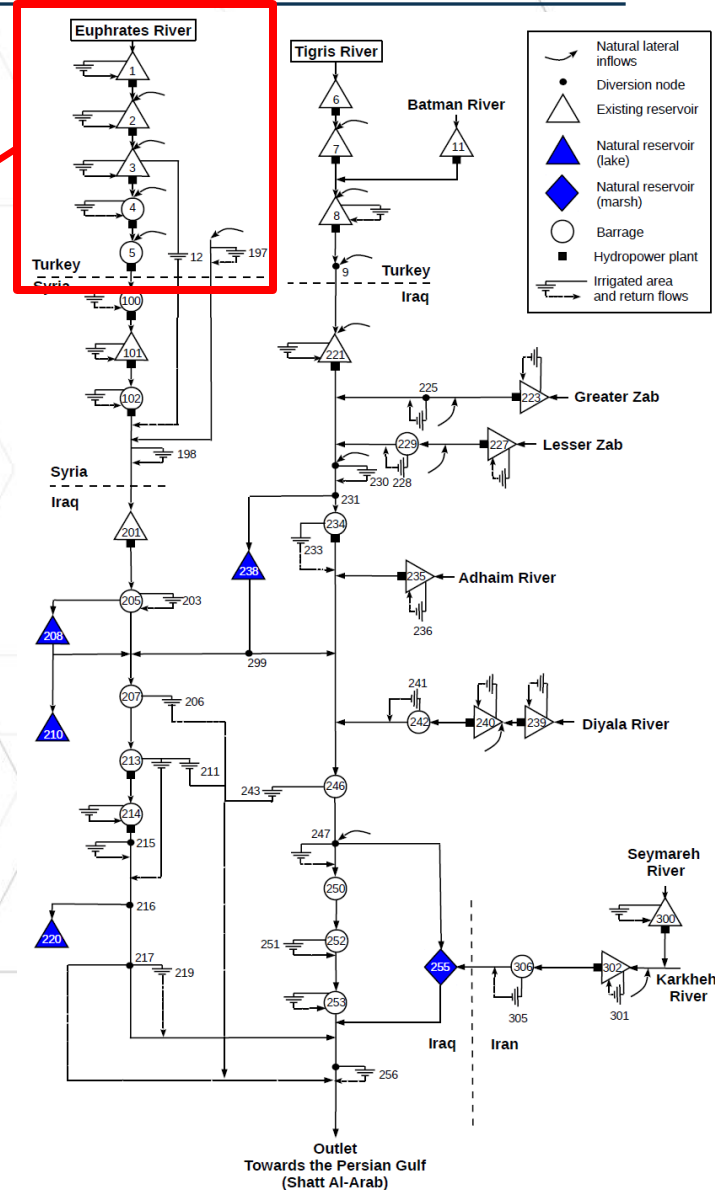 Euphrates River
Tigris River
Batman River
Natural lateral
inflows
Diversion node
Existing reservoir
Natural reservoir
(lake)
Natural reservoir
(marsh)
Barrage
Hydropower plant
Irrigated area
and return flows
1
2
3
4
5
12
197
6
7
11
8
9
Turkey
Syria
Turkey
Iraq
100
101
102
198
Syria
Iraq
221
225
223
Greater Zab
229
227
Lesser Zab
230
228
231
201
234
233
238
235
Adhaim River
236
205
203
208
299
207
206
210
241
242
240
239
Diyala River
213
211
243
246
214
215
247
216
220
217
219
250
251
252
253
255
Seymareh
River
300
306
302
Karkheh
River
305
301
Iraq
Iran
256
Outlet
Towards the Persian Gulf
(Shatt Al-Arab)